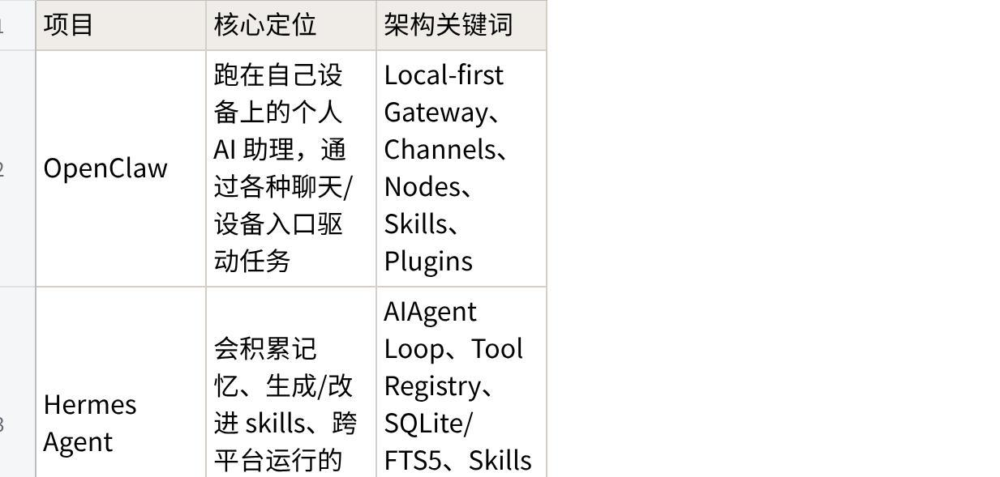 项目
核心定位
架构关键词
OpenClaw
跑在自己设
备上的个人
AI 助理，通
过各种聊天/
设备入口驱
动任务
Local-first
Gateway、
Channels、
Nodes、
Skills、
Plugins
Hermes
Agent
会积累记
忆、生成/改
进 skills、跨
平台运行的
AIAgent
Loop、Tool
Registry、
SQLite/
FTS5、Skills